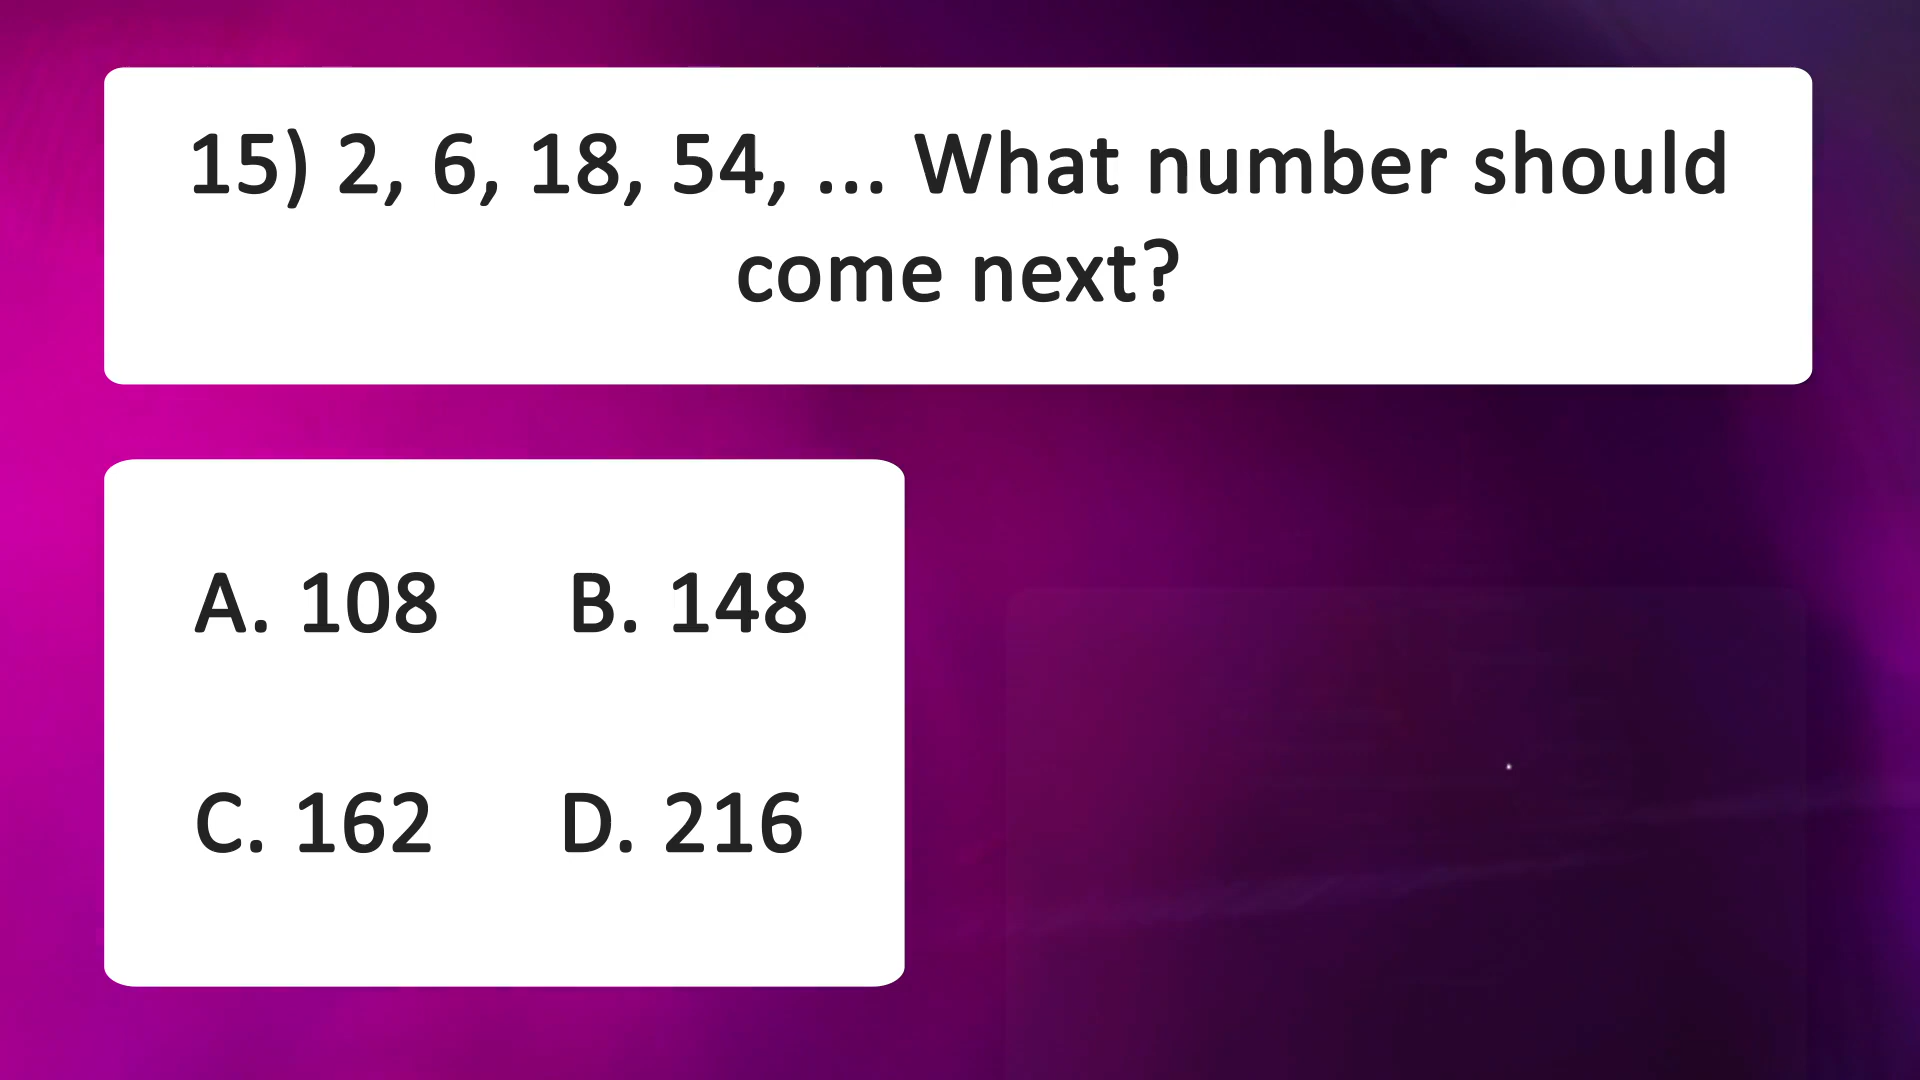 15) 2, 6, 18, 54, ... What number should
come next?
A. 108 B. 148
C. 162 D. 216